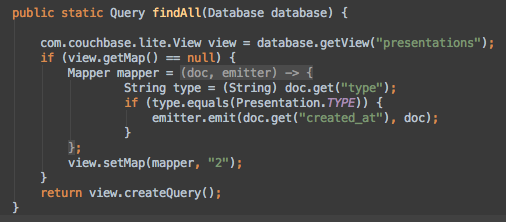 public static Query findAll(Database database) {
com.couchbase.lite.View view = database.getView("presentations");
if (view.getMap() == null) {
Mapper mapper = (doc, emitter) -> {
String type = (String) doc.get("type");
if (type.equals(Presentation.TYPE)) {
emitter.emit(doc.get("created_at"), doc);
}
};
view.setMap(mapper, "2");
}
return view.createQuery();
}